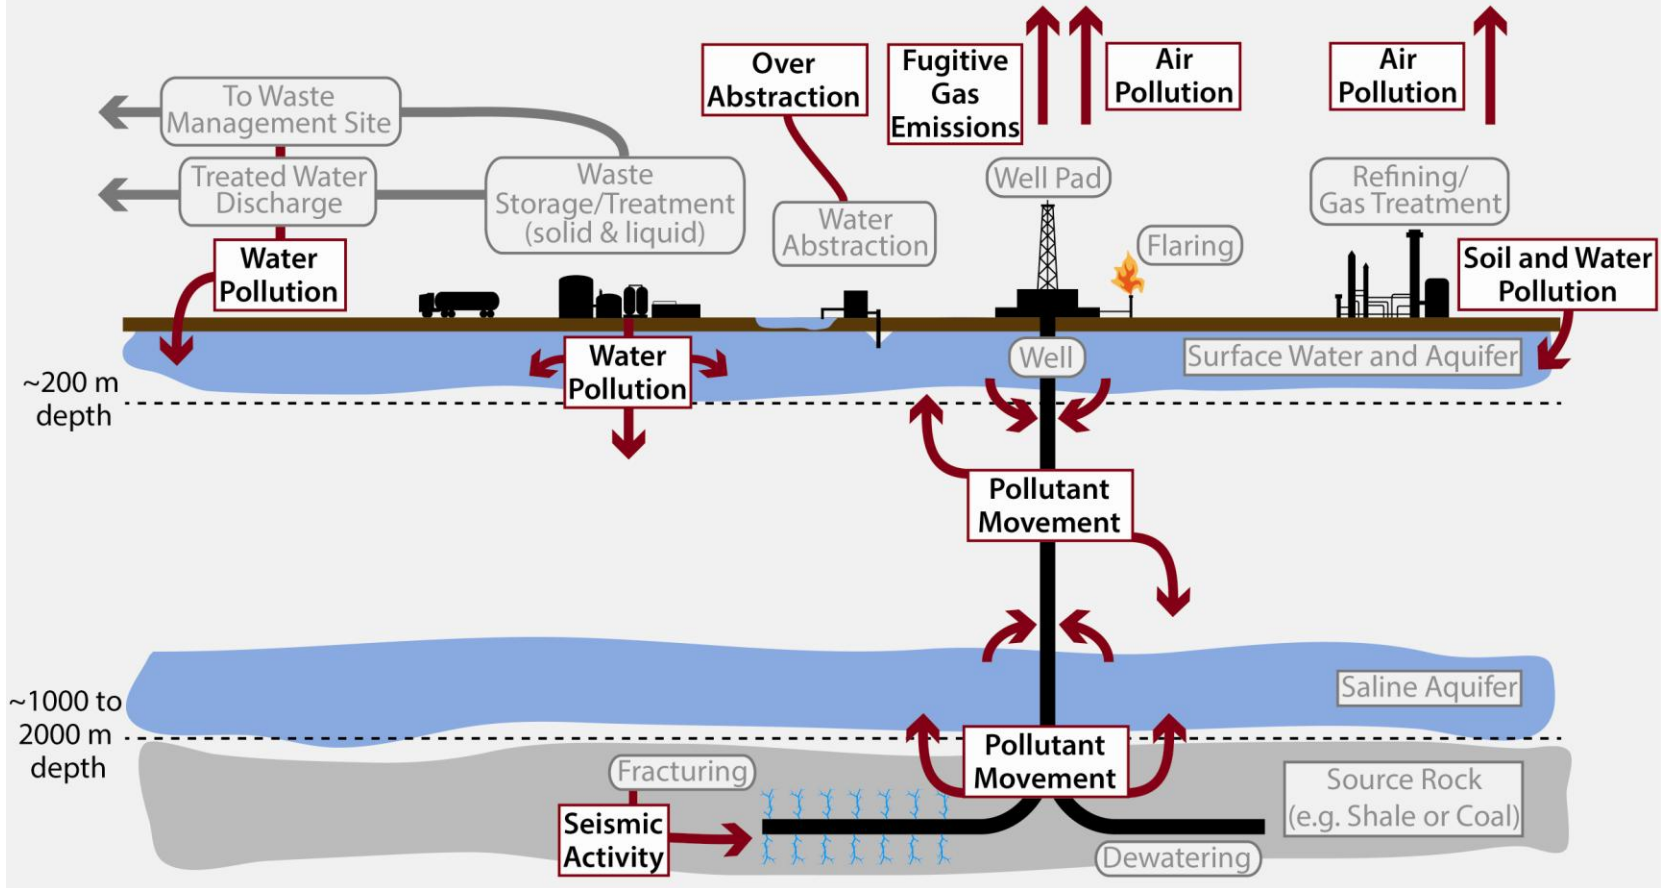 To Waste
Management Site
Treated Water
Discharge
Water
Pollution
Waste
Storage/Treatment
(solid & liquid)
Over
Abstraction
Water
Abstraction
Fugitive
Gas
Emissions
Air
Pollution
Well Pad
Flaring
Air
Pollution
Refining/
Gas Treatment
Soil and Water
Pollution
Water
Pollution
Well
Surface Water and Aquifer
~200 m
depth
Pollutant
Movement
Saline Aquifer
~1000 to
2000 m
depth
Pollutant
Movement
Fracturing
Seismic
Activity
Source Rock
(e.g. Shale or Coal)
Dewatering